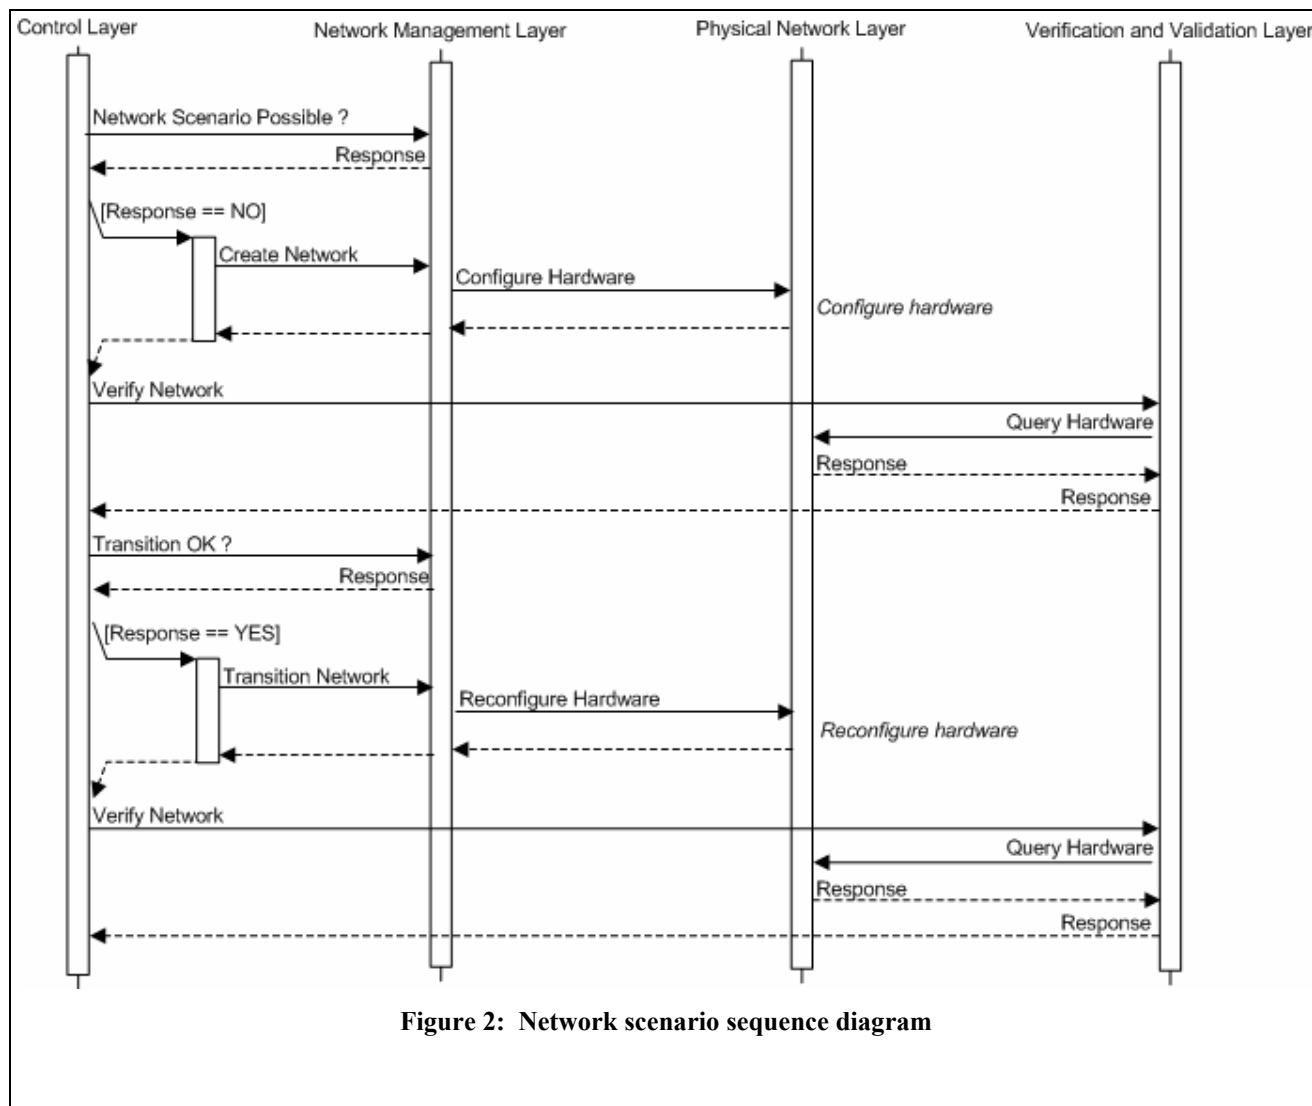 Control Layer
Network Management Layer
Physical Network Layer
Verification and Validation Layer
Network Scenario Possible ?
Response
[Response == NO]
Create Network
Configure Hardware
Configure hardware
Verify Network
Query Hardware
Response
Response
Transition OK ?
Response
[Response == YES]
Transition Network
Reconfigure Hardware
Reconfigure hardware
Verify Network
Query Hardware
Response
Response
Figure 2: Network scenario sequence diagram